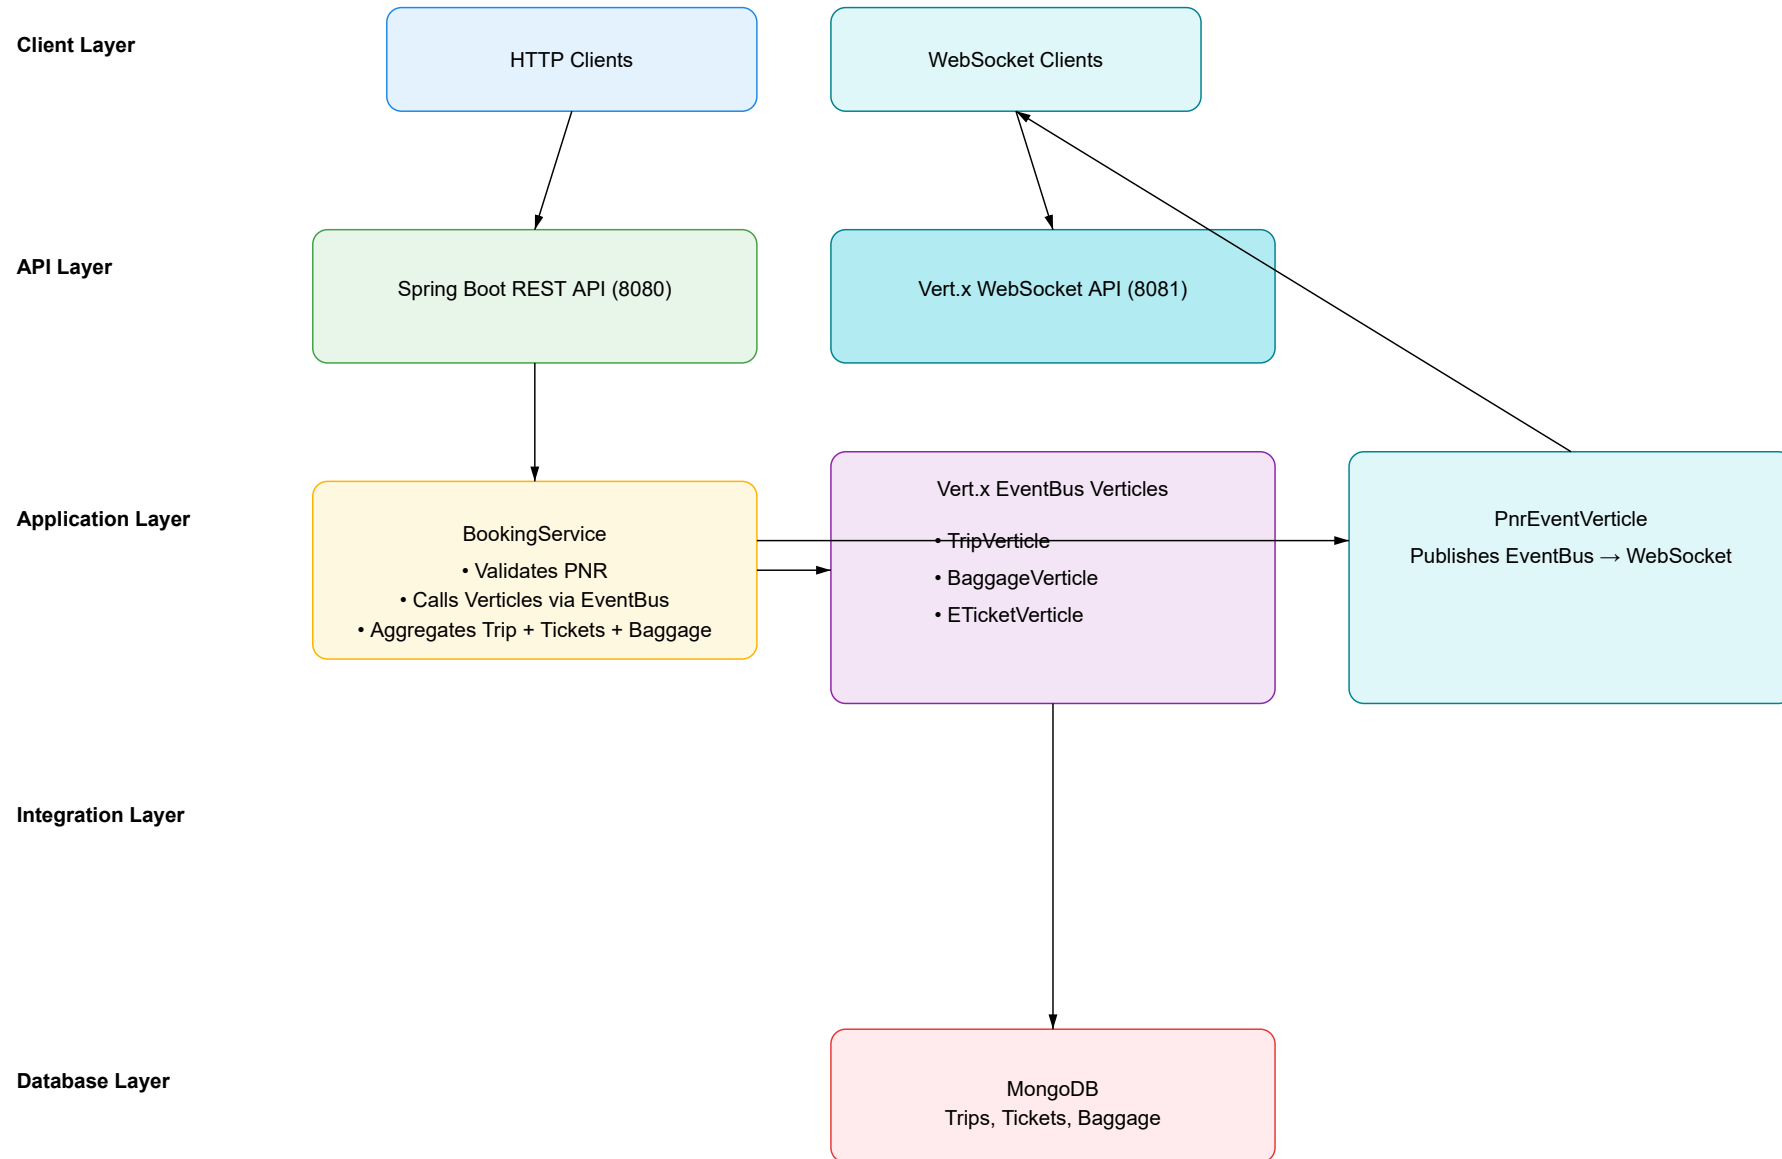 Client Layer
HTTP Clients
WebSocket Clients
API Layer
Spring Boot REST API (8080)
Vert.x WebSocket API (8081)
Application Layer
BookingService
• Validates PNR
• Calls Verticles via EventBus
• Aggregates Trip + Tickets + Baggage
Vert.x EventBus Verticles
• TripVerticle
• BaggageVerticle
• ETicketVerticle
PnrEventVerticle
Publishes EventBus → WebSocket
Integration Layer
Database Layer
MongoDB
Trips, Tickets, Baggage